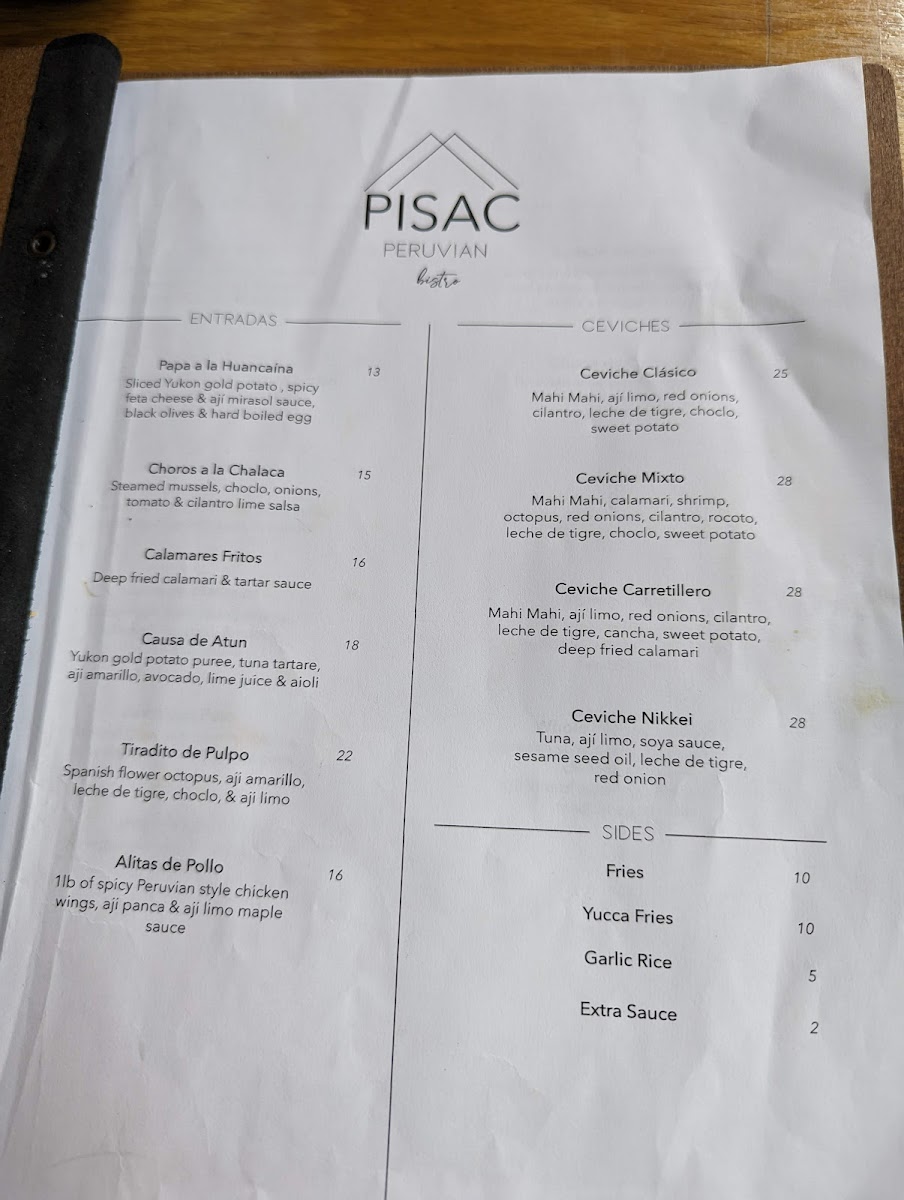 PISAC
PERUVIAN
bistro
ENTRADAS
Papa a la Huancaina 13
Sliced Yukon gold potato , spicy
feta cheese & ají mirasol sauce,
black olives & hard boiled egg
Choros a la Chalaca 15
Steamed mussels, choclo, onions,
tomato & cilantro lime salsa
Calamares Fritos 16
Deep fried calamari & tartar sauce
Causa de Atun 18
Yukon gold potato puree, tuna tartare,
aji amarillo, avocado, lime juice & aioli
Tiradito de Pulpo 22
Spanish flower octopus, aji amarillo,
leche de tigre, choclo, & aji limo
Alitas de Pollo 16
1lb of spicy Peruvian style chicken
wings, aji panca & aji limo maple
sauce
CEVICHES
Ceviche Clásico 25
Mahi Mahi, ají limo, red onions,
cilantro, leche de tigre, choclo,
sweet potato
Ceviche Mixto 28
Mahi Mahi, calamari, shrimp,
octopus, red onions, cilantro, rocoto,
leche de tigre, choclo, sweet potato
Ceviche Carretillero 28
Mahi Mahi, ají limo, red onions, cilantro,
leche de tigre, cancha, sweet potato,
deep fried calamari
Ceviche Nikkei 28
Tuna, ají limo, soya sauce,
sesame seed oil, leche de tigre,
red onion
SIDES
Fries 10
Yucca Fries 10
Garlic Rice 5
Extra Sauce 2